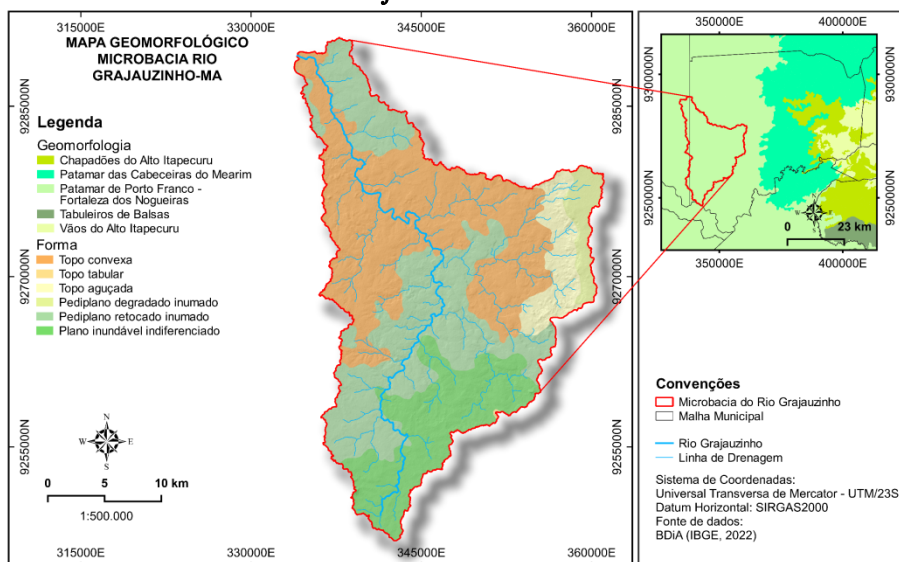 315000E 330000E 345000E 360000E
MAPA GEOMORFOLÓGICO
MICROBACIA RIO
GRAJAUZINHO-MA
9285000N
9270000N
9255000N
Legenda
Geomorfologia
Chapadões do Alto Itapecuru
Patamar das Cabeceiras do Mearim
Patamar de Porto Franco -
Fortaleza dos Nogueiras
Tabuleiros de Balsas
Vãos do Alto Itapecuru
Forma
Topo convexa
Topo tabular
Topo aguçada
Pediplano degradado inumado
Pediplano retocado inumado
Plano inundável indiferenciado
N
W E
S
0 5 10 km
1:500.000
9285000N
9270000N
9255000N
315000E 330000E 345000E 360000E
350000E 400000E
9300000N
9250000N
N
W E
S
0 23 km
9300000N
9250000N
350000E 400000E
Convenções
Microbacia do Rio Grajauzinho
Malha Municipal
Rio Grajauzinho
Linha de Drenagem
Sistema de Coordenadas:
Universal Transversa de Mercator - UTM/23S
Datum Horizontal: SIRGAS2000
Fonte de dados:
BDiA (IBGE, 2022)